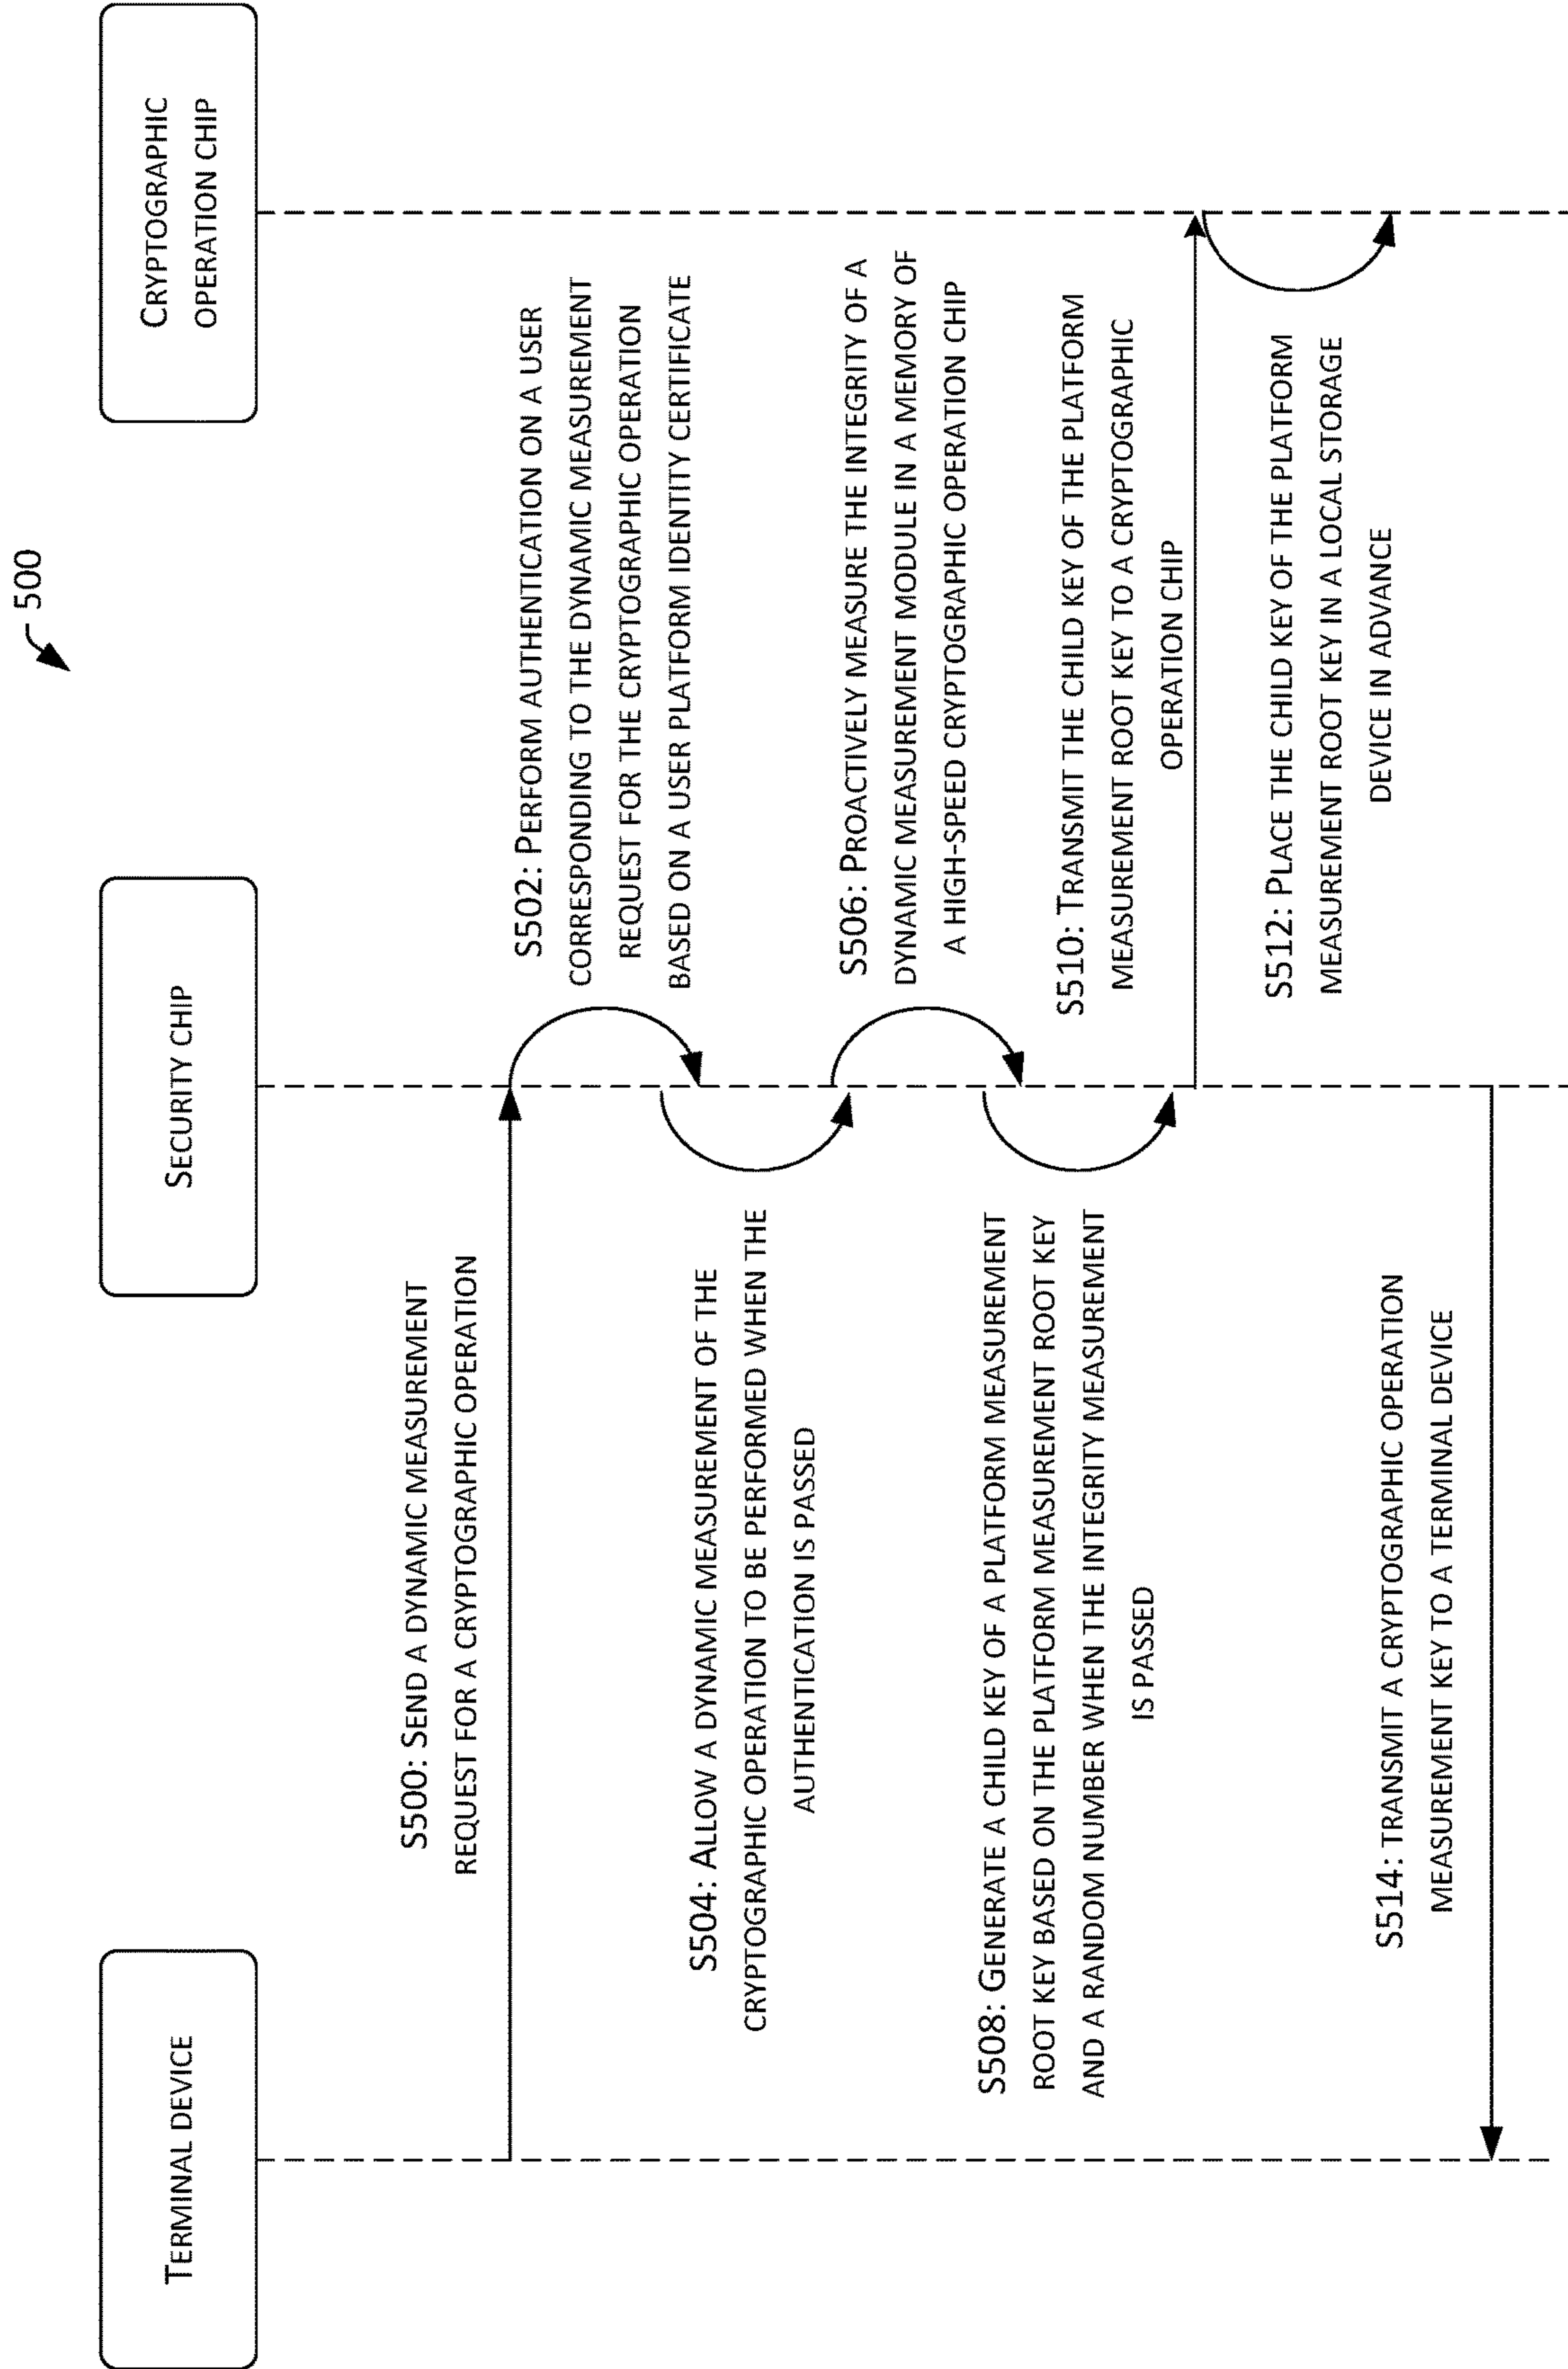 500
TERMINAL DEVICE
SECURITY CHIP
CRYPTOGRAPHIC
OPERATION CHIP
S500: SEND A DYNAMIC MEASUREMENT
REQUEST FOR A CRYPTOGRAPHIC OPERATION
S502: PERFORM AUTHENTICATION ON A USER
CORRESPONDING TO THE DYNAMIC MEASUREMENT
REQUEST FOR THE CRYPTOGRAPHIC OPERATION
BASED ON A USER PLATFORM IDENTITY CERTIFICATE
S504: ALLOW A DYNAMIC MEASUREMENT OF THE
CRYPTOGRAPHIC OPERATION TO BE PERFORMED WHEN THE
AUTHENTICATION IS PASSED
S506: PROACTIVELY MEASURE THE INTEGRITY OF A
DYNAMIC MEASUREMENT MODULE IN A MEMORY OF
A HIGH-SPEED CRYPTOGRAPHIC OPERATION CHIP
S508: GENERATE A CHILD KEY OF A PLATFORM MEASUREMENT
ROOT KEY BASED ON THE PLATFORM MEASUREMENT ROOT KEY
AND A RANDOM NUMBER WHEN THE INTEGRITY MEASUREMENT
IS PASSED
S510: TRANSMIT THE CHILD KEY OF THE PLATFORM
MEASUREMENT ROOT KEY TO A CRYPTOGRAPHIC
OPERATION CHIP
S512: PLACE THE CHILD KEY OF THE PLATFORM
MEASUREMENT ROOT KEY IN A LOCAL STORAGE
DEVICE IN ADVANCE
S514: TRANSMIT A CRYPTOGRAPHIC OPERATION
MEASUREMENT KEY TO A TERMINAL DEVICE